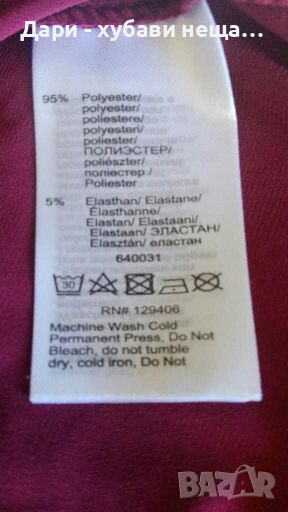 Дари - хубави неща...
95% Polyester/
polyester/
poliestere/
polyesteri/
poliester/
ПОЛИЭСТЕР/
poliészter/
полиестер/
Poliester
5% Elasthan/ Elastane/
Élasthanne/
Elastan/ Elastaani/
Elastaan/ ЭЛАСТАН/
Elasztán/ еластан
640031
30
RN# 129406
Machine Wash Cold
Permanent Press, Do Not
Bleach, do not tumble
dry, cold iron, Do not
BAZAR